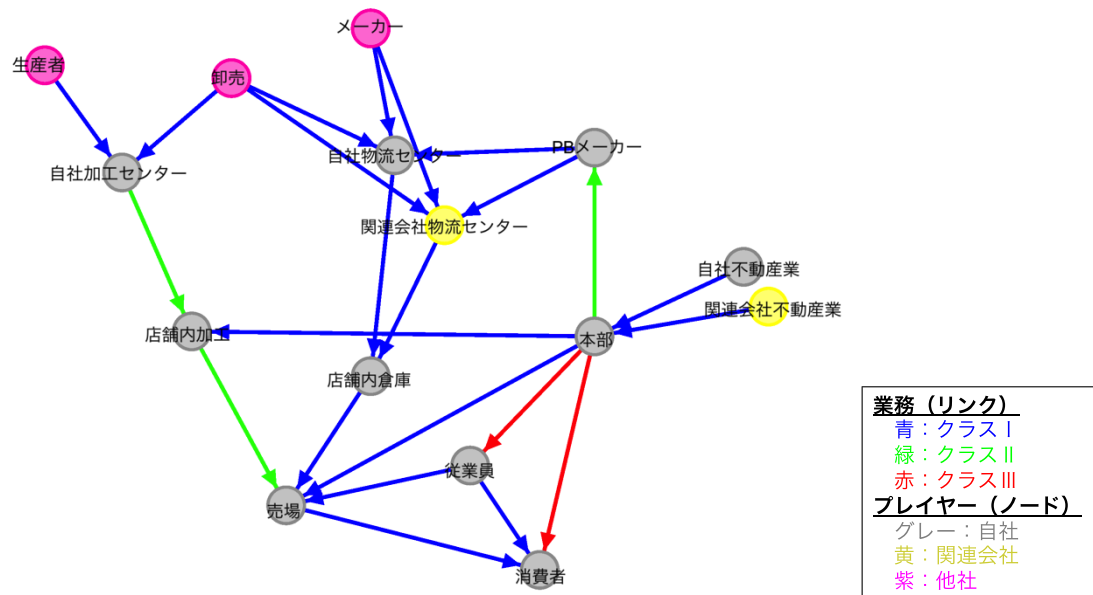 メーカー
生産者
卸売
PBメーカー
自社物流センター
自社加工センター
関連会社物流センター
自社不動産業
関連会社不動産業
店舗内加工
本部
店舗内倉庫
従業員
売場
消費者
業務（リンク）
青：クラスⅠ
緑：クラスⅡ
赤：クラスⅢ
プレイヤー（ノード）
グレー：自社
黄：関連会社
紫：他社